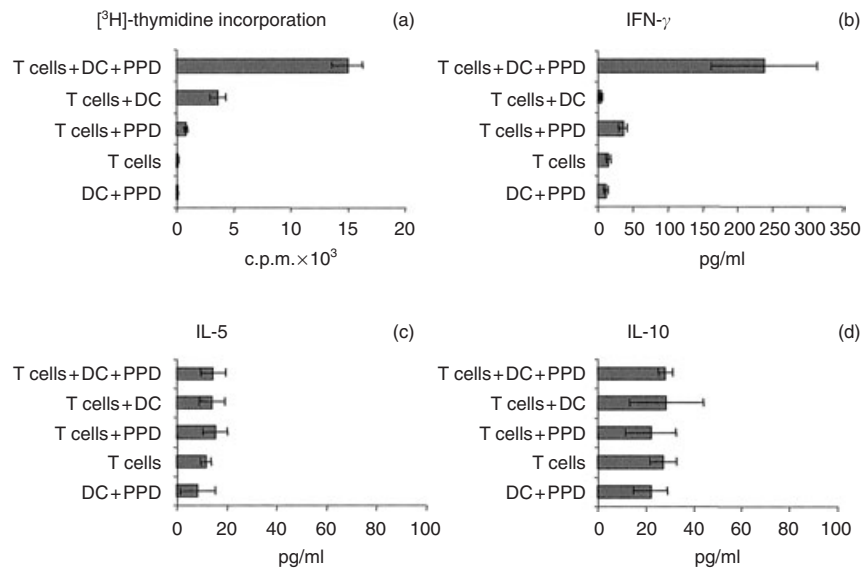 [³H]-thymidine incorporation (a)
T cells+DC+PPD
T cells+DC
T cells+PPD
T cells
DC+PPD
0 5 10 15 20
c.p.m.×10³
IFN-γ (b)
T cells+DC+PPD
T cells+DC
T cells+PPD
T cells
DC+PPD
0 50 100 150 200 250 300 350
pg/ml
IL-5 (c)
T cells+DC+PPD
T cells+DC
T cells+PPD
T cells
DC+PPD
0 20 40 60 80 100
pg/ml
IL-10 (d)
T cells+DC+PPD
T cells+DC
T cells+PPD
T cells
DC+PPD
0 20 40 60 80 100
pg/ml